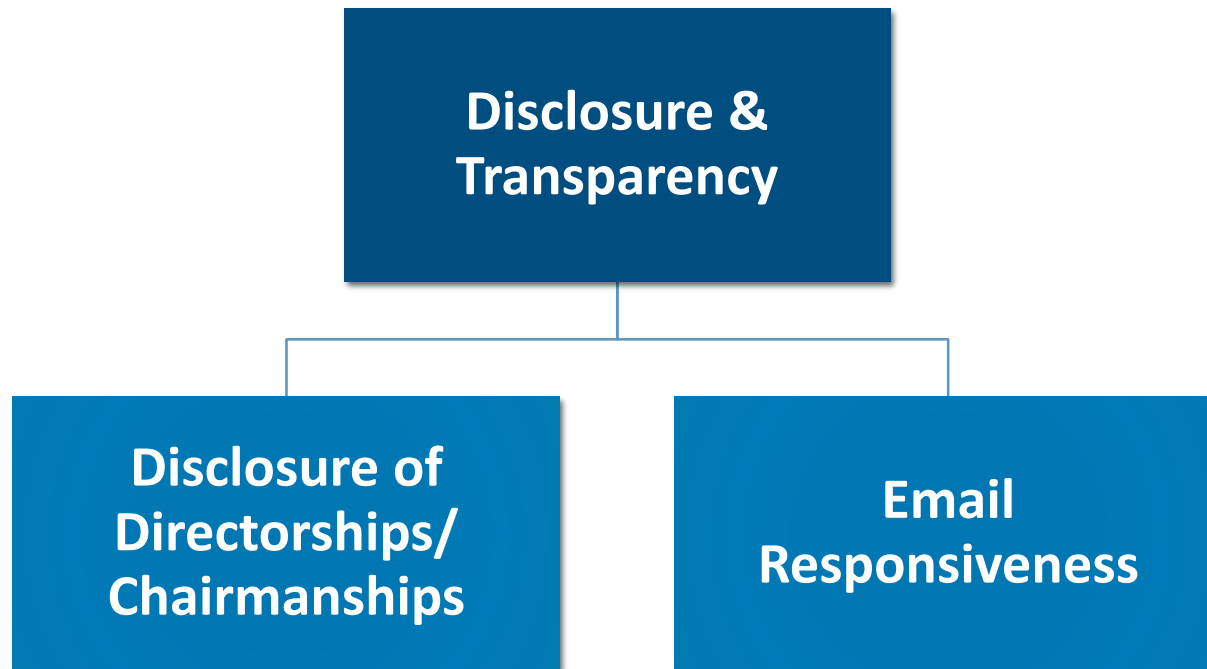 Disclosure &
Transparency
Disclosure of
Directorships/
Chairmanships
Email
Responsiveness